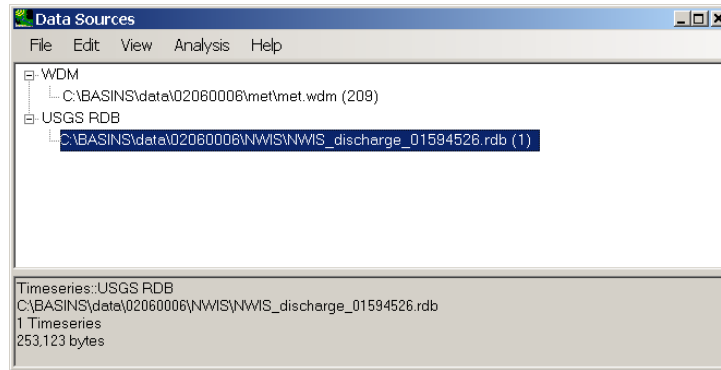 Data Sources
File Edit View Analysis Help
WDM
C:\BASINS\data\02060006\met\met.wdm (209)
USGS RDB
C:\BASINS\data\02060006\NWIS\NWIS_discharge_01594526.rdb (1)
Timeseries::USGS RDB
C:\BASINS\data\02060006\NWIS\NWIS_discharge_01594526.rdb
1 Timeseries
253,123 bytes